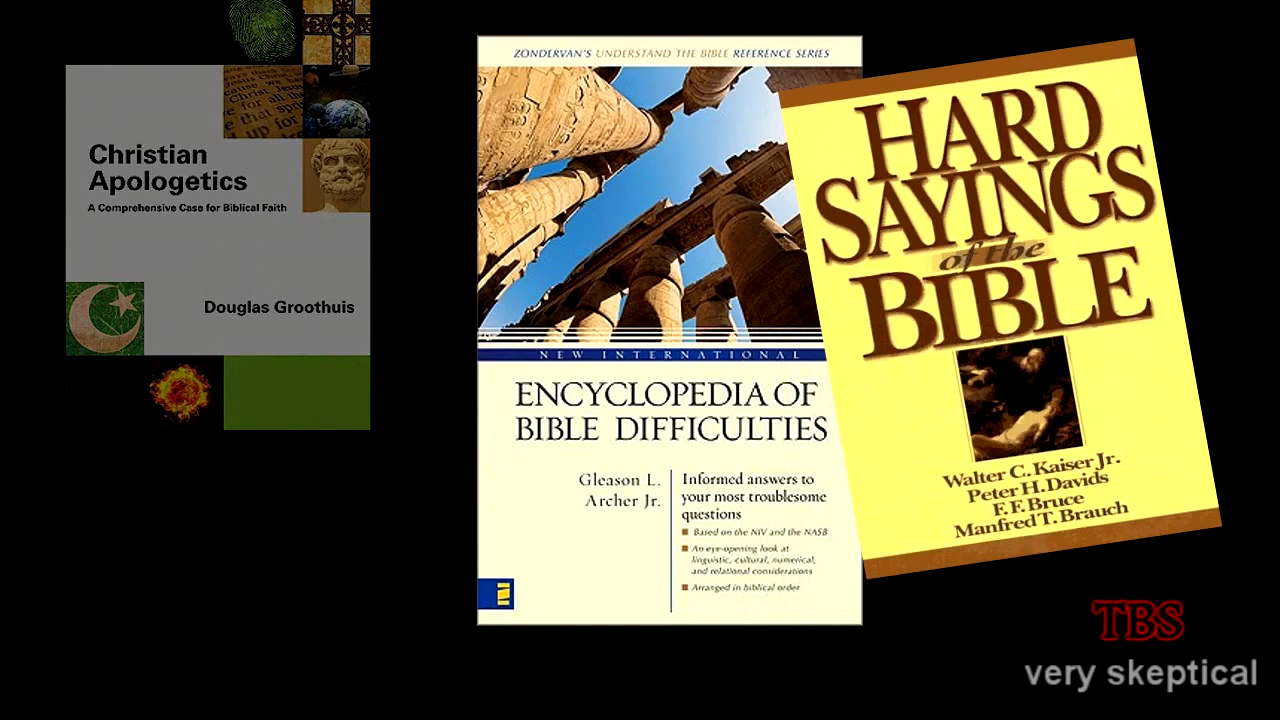 Christian
Apologetics
A Comprehensive Case for Biblical Faith
Douglas Groothuis
ZONDERVAN'S UNDERSTAND THE BIBLE REFERENCE SERIES
NEW INTERNATIONAL
ENCYCLOPEDIA OF
BIBLE DIFFICULTIES
Gleason L.
Archer Jr.
Informed answers to
your most troublesome
questions
Based on the NIV and the NASB
An eye-opening look at
linguistic, cultural, numerical,
and relational considerations
Arranged in biblical order
HARD
SAYINGS
of the
BIBLE
Walter C. Kaiser Jr.
Peter H. Davids
F. F. Bruce
Manfred T. Brauch
TBS
very skeptical